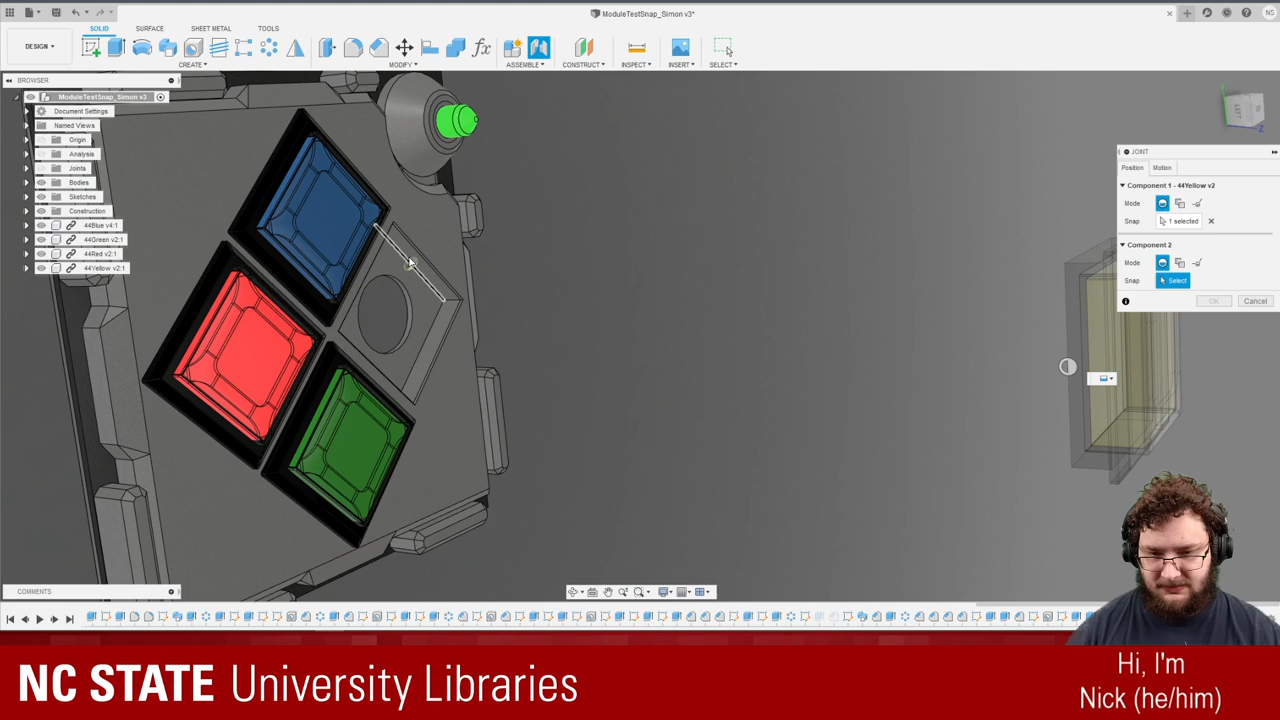 ModuleTestSnap_Simon v3*
NS
DESIGN
SOLID
SURFACE
SHEET METAL
TOOLS
CREATE
MODIFY
ASSEMBLE
CONSTRUCT
INSPECT
INSERT
SELECT
BROWSER
ModuleTestSnap_Simon v3
Document Settings
Named Views
Origin
Analysis
Joints
Bodies
Sketches
Construction
44Blue v4:1
44Green v2:1
44Red v2:1
44Yellow v2:1
LEFT
Z
JOINT
Position
Motion
Component 1 - 44Yellow v2
Mode
Snap
1 selected
Component 2
Mode
Snap
Select
OK
Cancel
COMMENTS
NC STATE University Libraries
Hi, I'm
Nick (he/him)